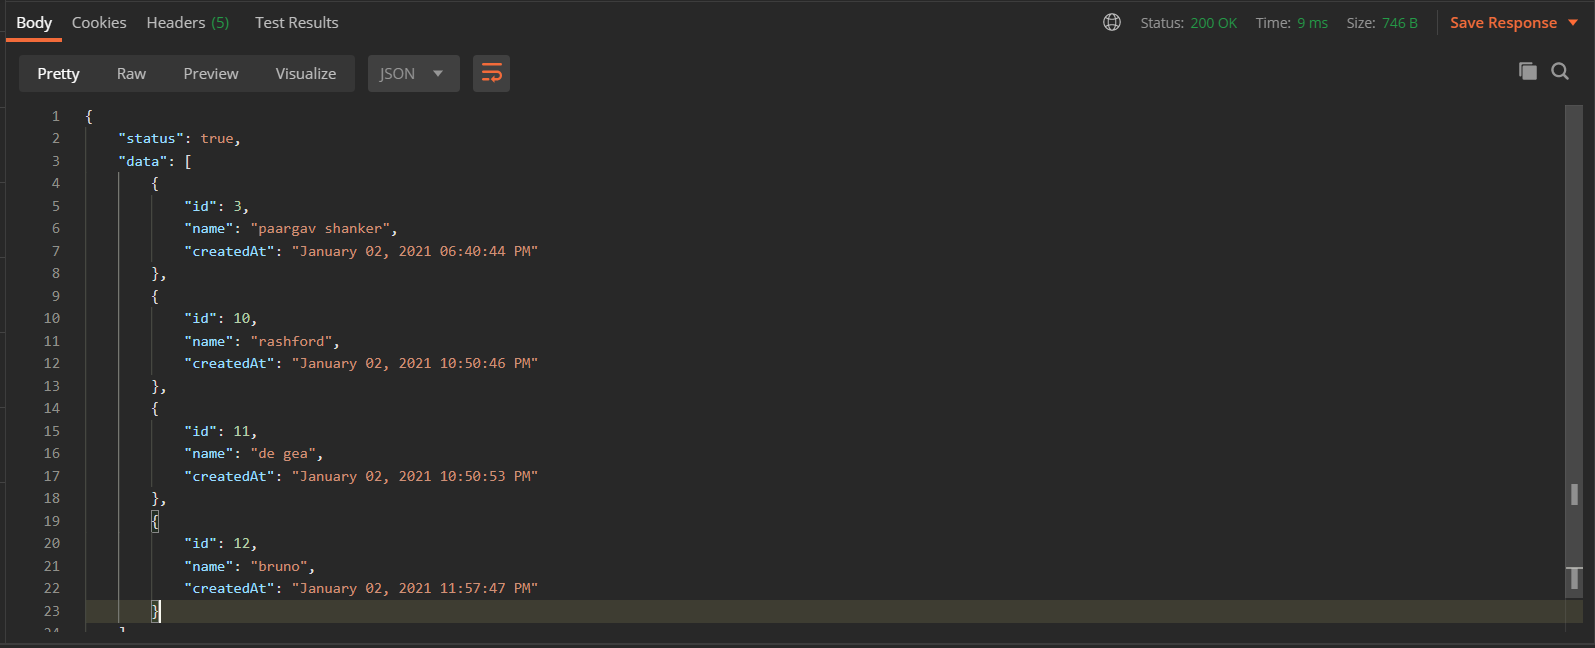 Body Cookies Headers (5) Test Results Status: 200 OK Time: 9 ms Size: 746 B Save Response
Pretty Raw Preview Visualize JSON
1 {
2 "status": true,
3 "data": [
4 {
5 "id": 3,
6 "name": "paargav shanker",
7 "createdAt": "January 02, 2021 06:40:44 PM"
8 },
9 {
10 "id": 10,
11 "name": "rashford",
12 "createdAt": "January 02, 2021 10:50:46 PM"
13 },
14 {
15 "id": 11,
16 "name": "de gea",
17 "createdAt": "January 02, 2021 10:50:53 PM"
18 },
19 {
20 "id": 12,
21 "name": "bruno",
22 "createdAt": "January 02, 2021 11:57:47 PM"
23 }
24 ]